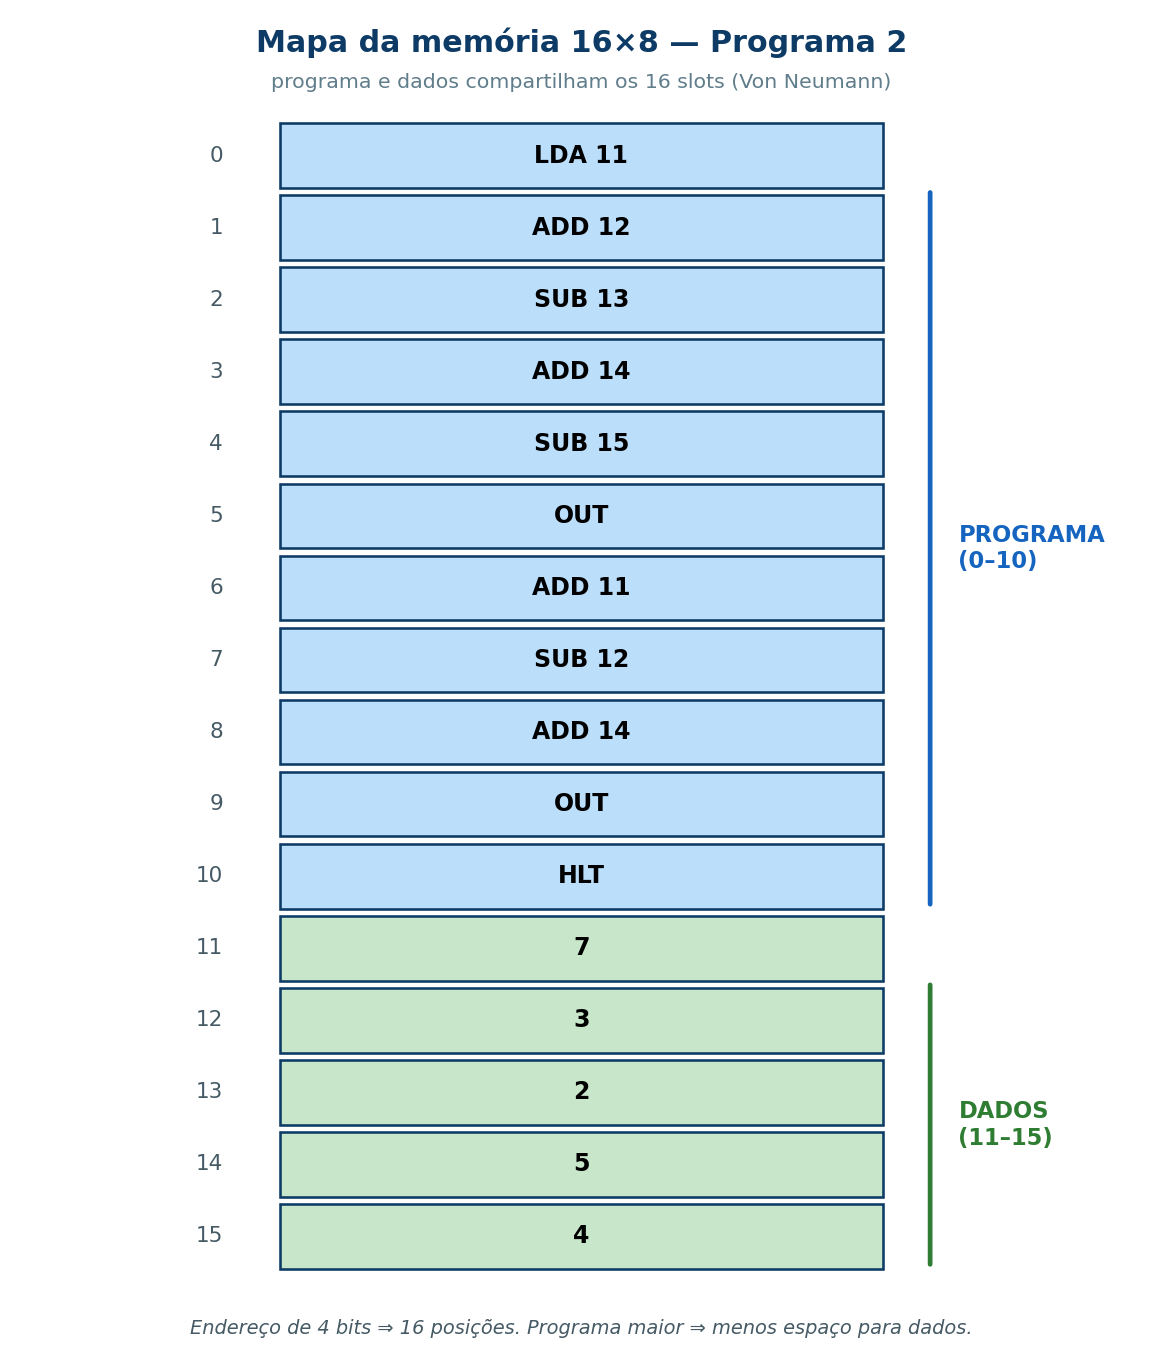 Mapa da memória 16×8 — Programa 2
programa e dados compartilham os 16 slots (Von Neumann)
0 LDA 11
1 ADD 12
2 SUB 13
3 ADD 14
4 SUB 15
5 OUT
6 ADD 11
7 SUB 12
8 ADD 14
9 OUT
10 HLT
PROGRAMA
(0–10)
11 7
12 3
13 2
14 5
15 4
DADOS
(11–15)
Endereço de 4 bits ⇒ 16 posições. Programa maior ⇒ menos espaço para dados.